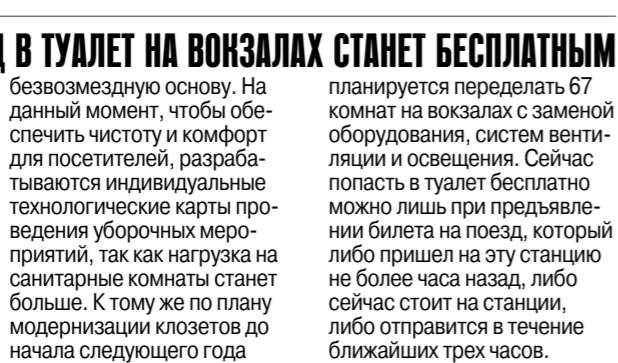 В ТУАЛЕТ НА ВОКЗАЛАХ СТАНЕТ БЕСПЛАТНЫМ
безвозмездную основу. На
данный момент, чтобы обе-
спечить чистоту и комфорт
для посетителей, разраба-
тываются индивидуальные
технологические карты про-
ведения уборочных меро-
приятий, так как нагрузка на
санитарные комнаты станет
больше. К тому же по плану
модернизации клозетов до
начала следующего года
планируется переделать 67
комнат на вокзалах с заменой
оборудования, систем венти-
ляции и освещения. Сейчас
попасть в туалет бесплатно
можно лишь при предъявле-
нии билета на поезд, который
либо пришел на эту станцию
не более часа назад, либо
сейчас стоит на станции,
либо отправится в течение
ближайших трех часов.